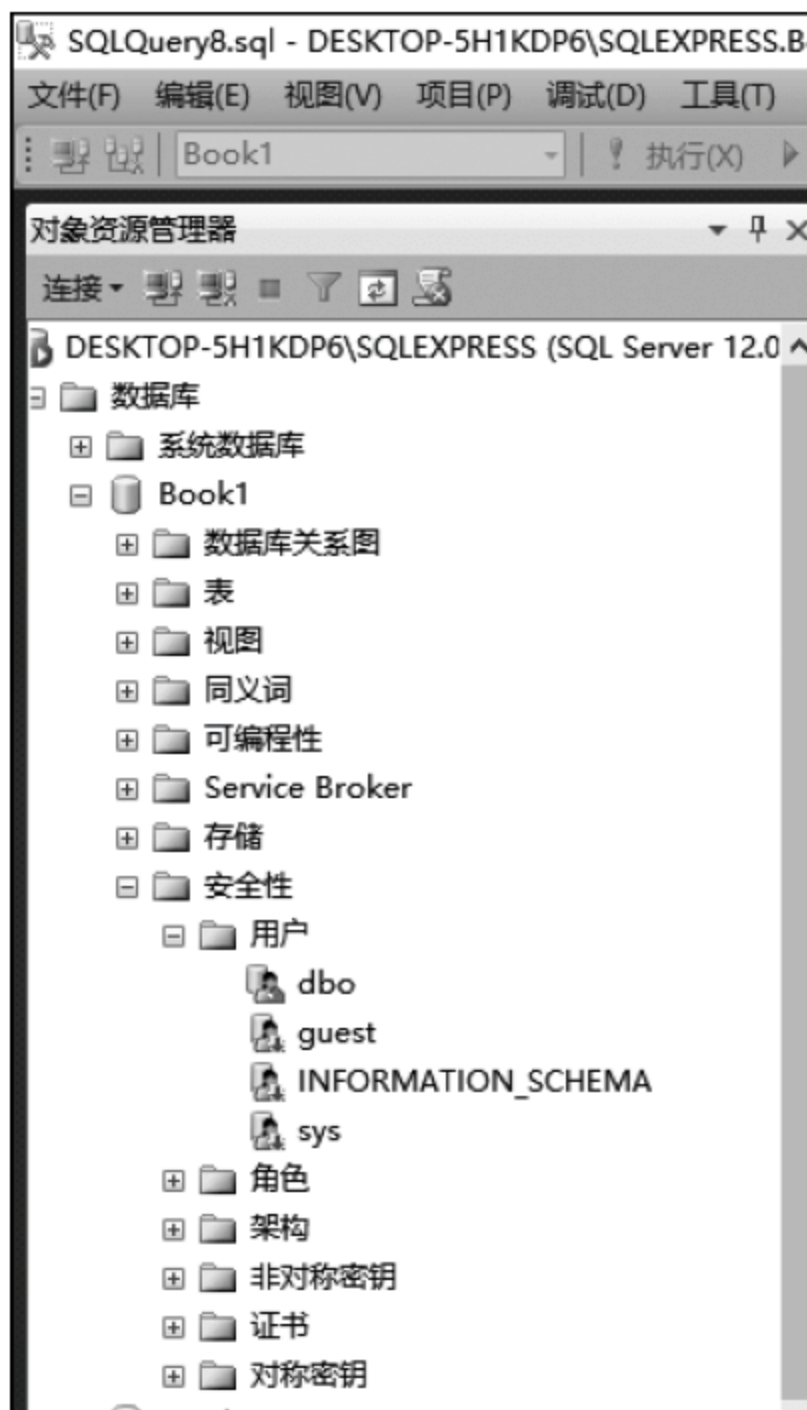 SQLQuery8.sql - DESKTOP-5H1KDP6\SQLEXPRESS.B
文件(F) 编辑(E) 视图(V) 项目(P) 调试(D) 工具(T)
Book1 执行(X)
对象资源管理器
连接
DESKTOP-5H1KDP6\SQLEXPRESS (SQL Server 12.0
数据库
系统数据库
Book1
数据库关系图
表
视图
同义词
可编程性
Service Broker
存储
安全性
用户
dbo
guest
INFORMATION_SCHEMA
sys
角色
架构
非对称密钥
证书
对称密钥